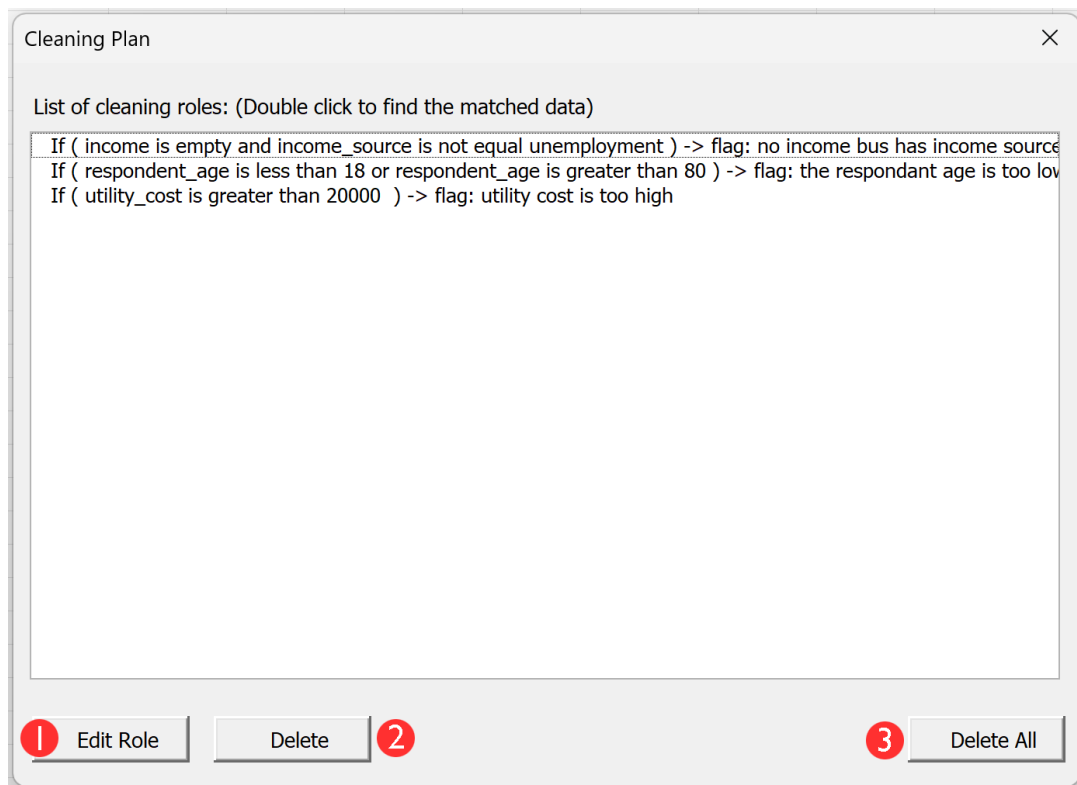 Cleaning Plan
List of cleaning roles: (Double click to find the matched data)
If ( income is empty and income_source is not equal unemployment ) -> flag: no income bus has income source
If ( respondent_age is less than 18 or respondent_age is greater than 80 ) -> flag: the respondant age is too
If ( utility_cost is greater than 20000 ) -> flag: utility cost is too high
1 Edit Role Delete 2 3 Delete All